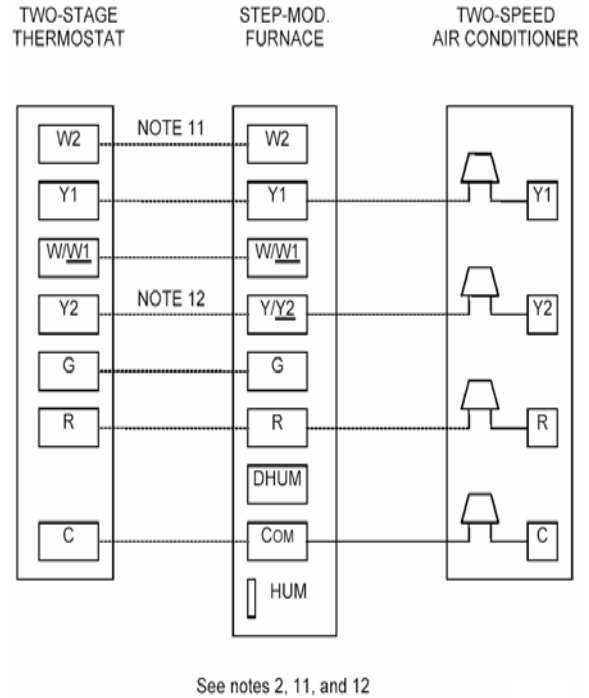 TWO-STAGE THERMOSTAT
STEP-MOD. FURNACE
TWO-SPEED AIR CONDITIONER
W2 NOTE 11 W2
Y1 Y1 Y1
W/W1 W/W1
Y2 NOTE 12 Y/Y2 Y2
G G
R R R
DHUM
C COM C
HUM
See notes 2, 11, and 12